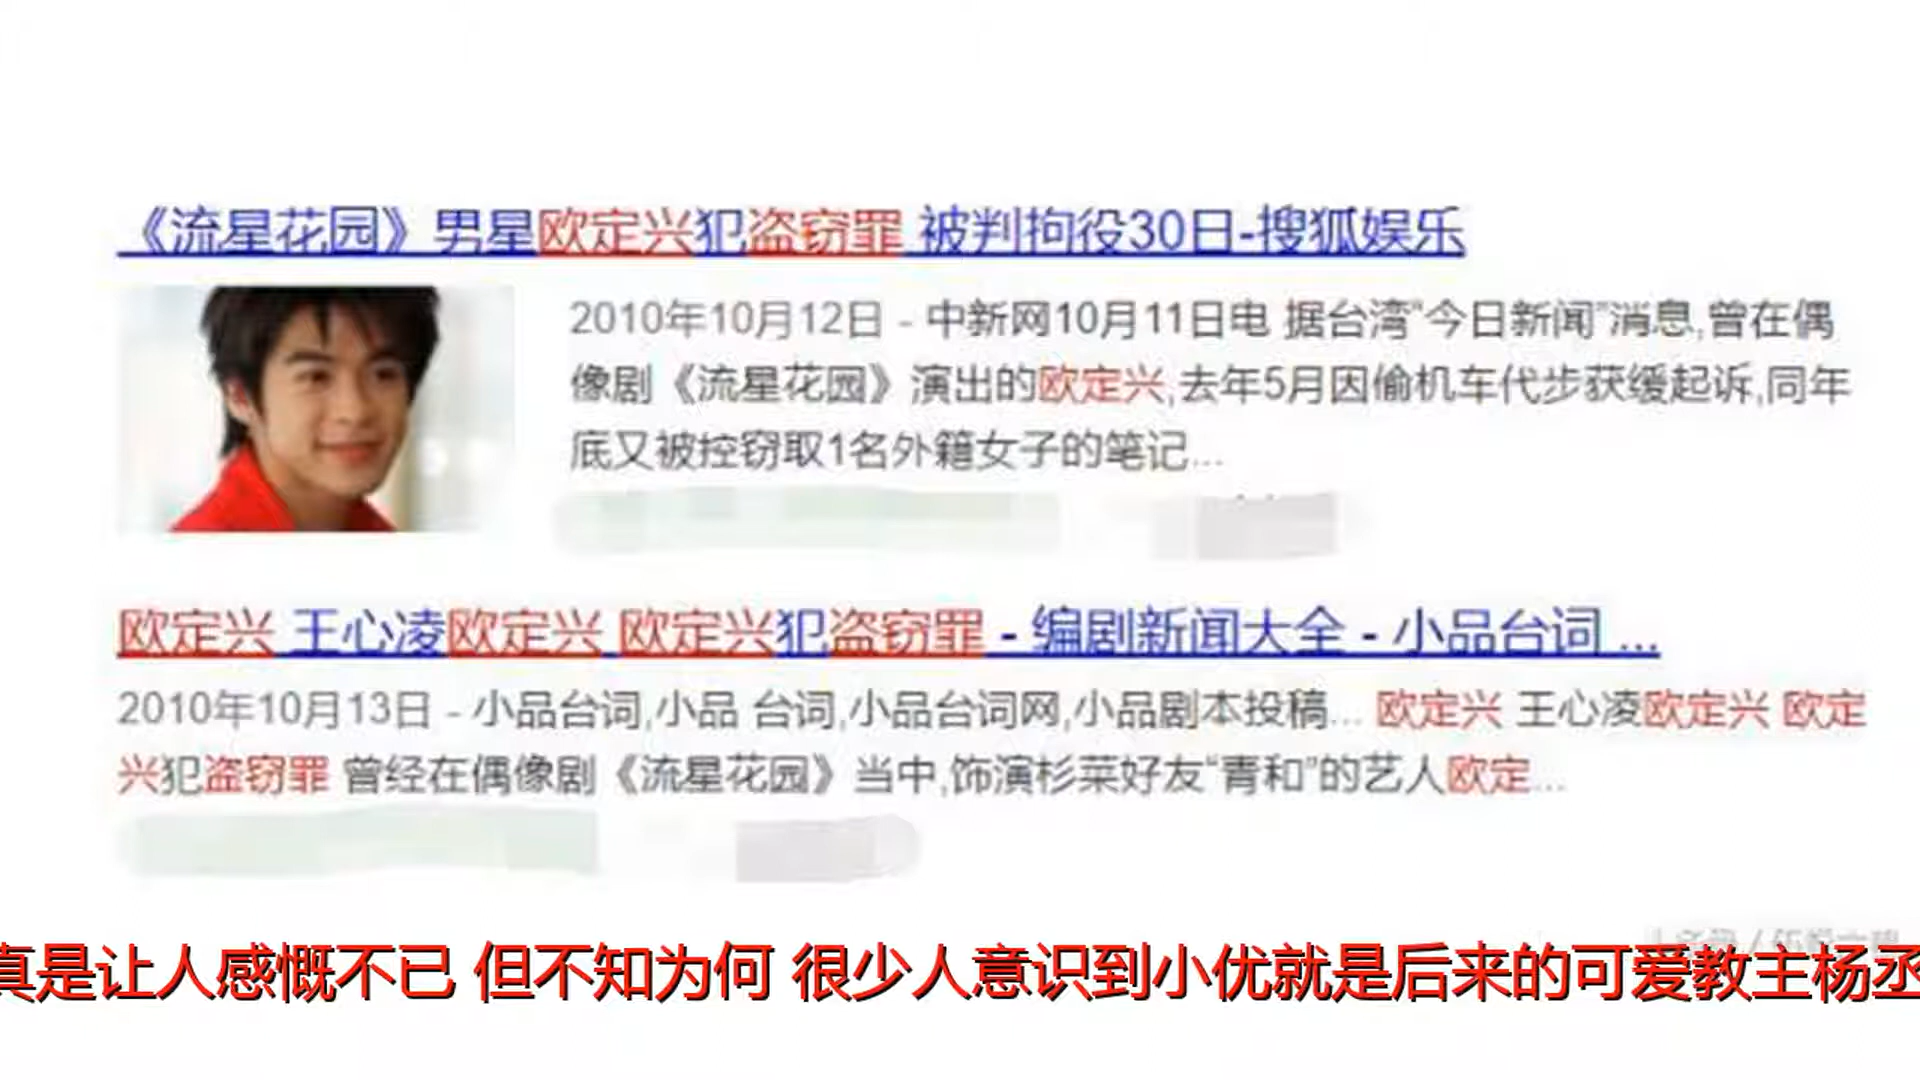 《流星花园》男星欧定兴犯盗窃罪 被判拘役30日-搜狐娱乐
2010年10月12日 - 中新网10月11日电 据台湾“今日新闻”消息,曾在偶
像剧《流星花园》演出的欧定兴,去年5月因偷机车代步获缓起诉,同年
底又被控窃取1名外籍女子的笔记...
欧定兴 王心凌欧定兴 欧定兴犯盗窃罪 - 编剧新闻大全 - 小品台词 ...
2010年10月13日 - 小品台词,小品 台词,小品台词网,小品剧本投稿... 欧定兴 王心凌欧定兴 欧定
兴犯盗窃罪 曾经在偶像剧《流星花园》当中,饰演杉菜好友“青和”的艺人欧定...
真是让人感慨不已 但不知为何 很少人意识到小优就是后来的可爱教主杨丞